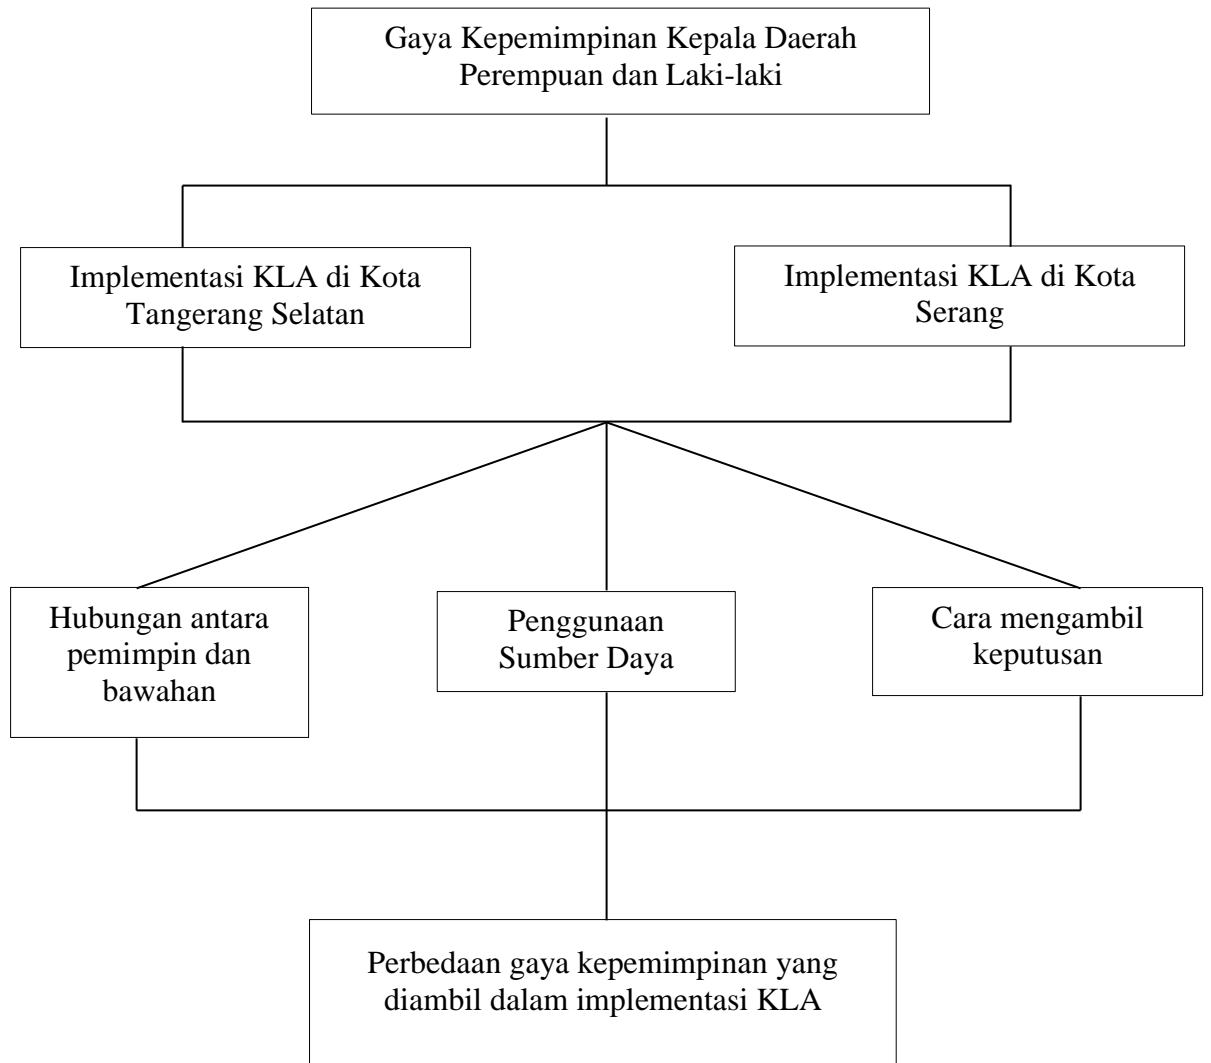 Gaya Kepemimpinan Kepala Daerah
Perempuan dan Laki-laki
Implementasi KLA di Kota
Tangerang Selatan
Implementasi KLA di Kota
Serang
Hubungan antara
pemimpin dan
bawahan
Penggunaan
Sumber Daya
Cara mengambil
keputusan
Perbedaan gaya kepemimpinan yang
diambil dalam implementasi KLA